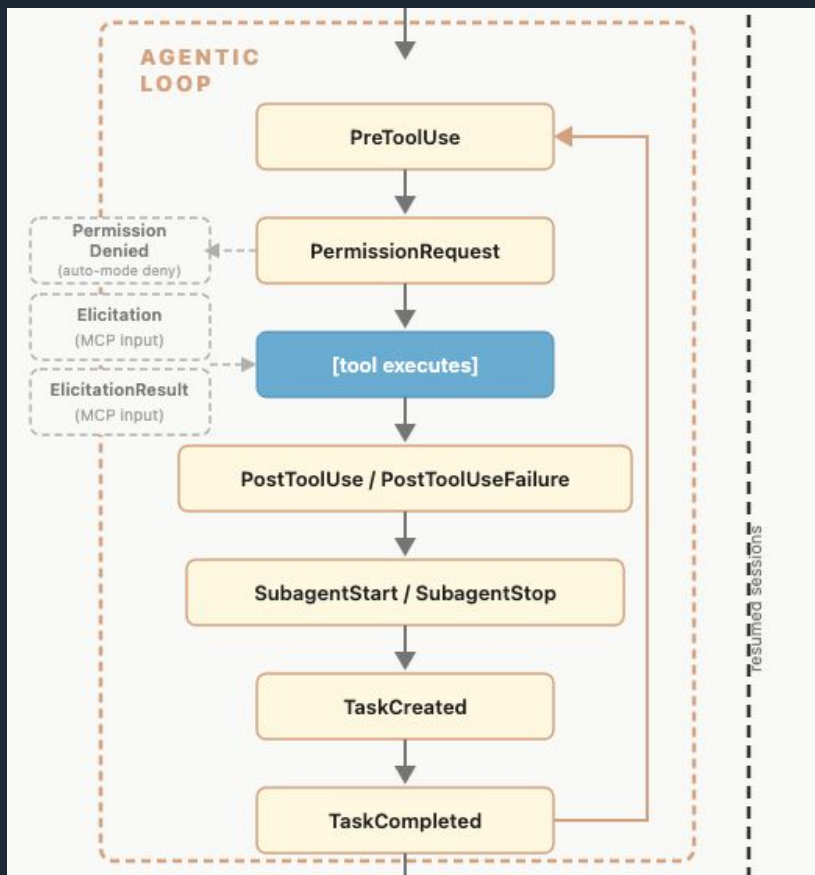 AGENTIC
LOOP
PreToolUse
Permission
Denied
(auto-mode deny)
PermissionRequest
Elicitation
(MCP input)
[tool executes]
ElicitationResult
(MCP input)
PostToolUse / PostToolUseFailure
SubagentStart / SubagentStop
resumed sessions
TaskCreated
TaskCompleted